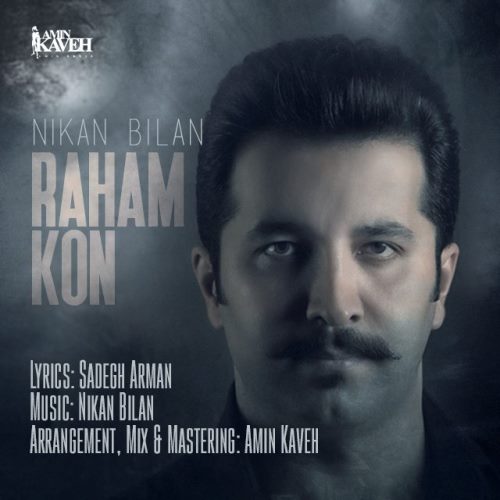 AMIN
KAVEH
NIKAN BILAN
RAHAM
KON
LYRICS: SADEGH ARMAN
MUSIC: NIKAN BILAN
ARRANGEMENT, MIX & MASTERING: AMIN KAVEH